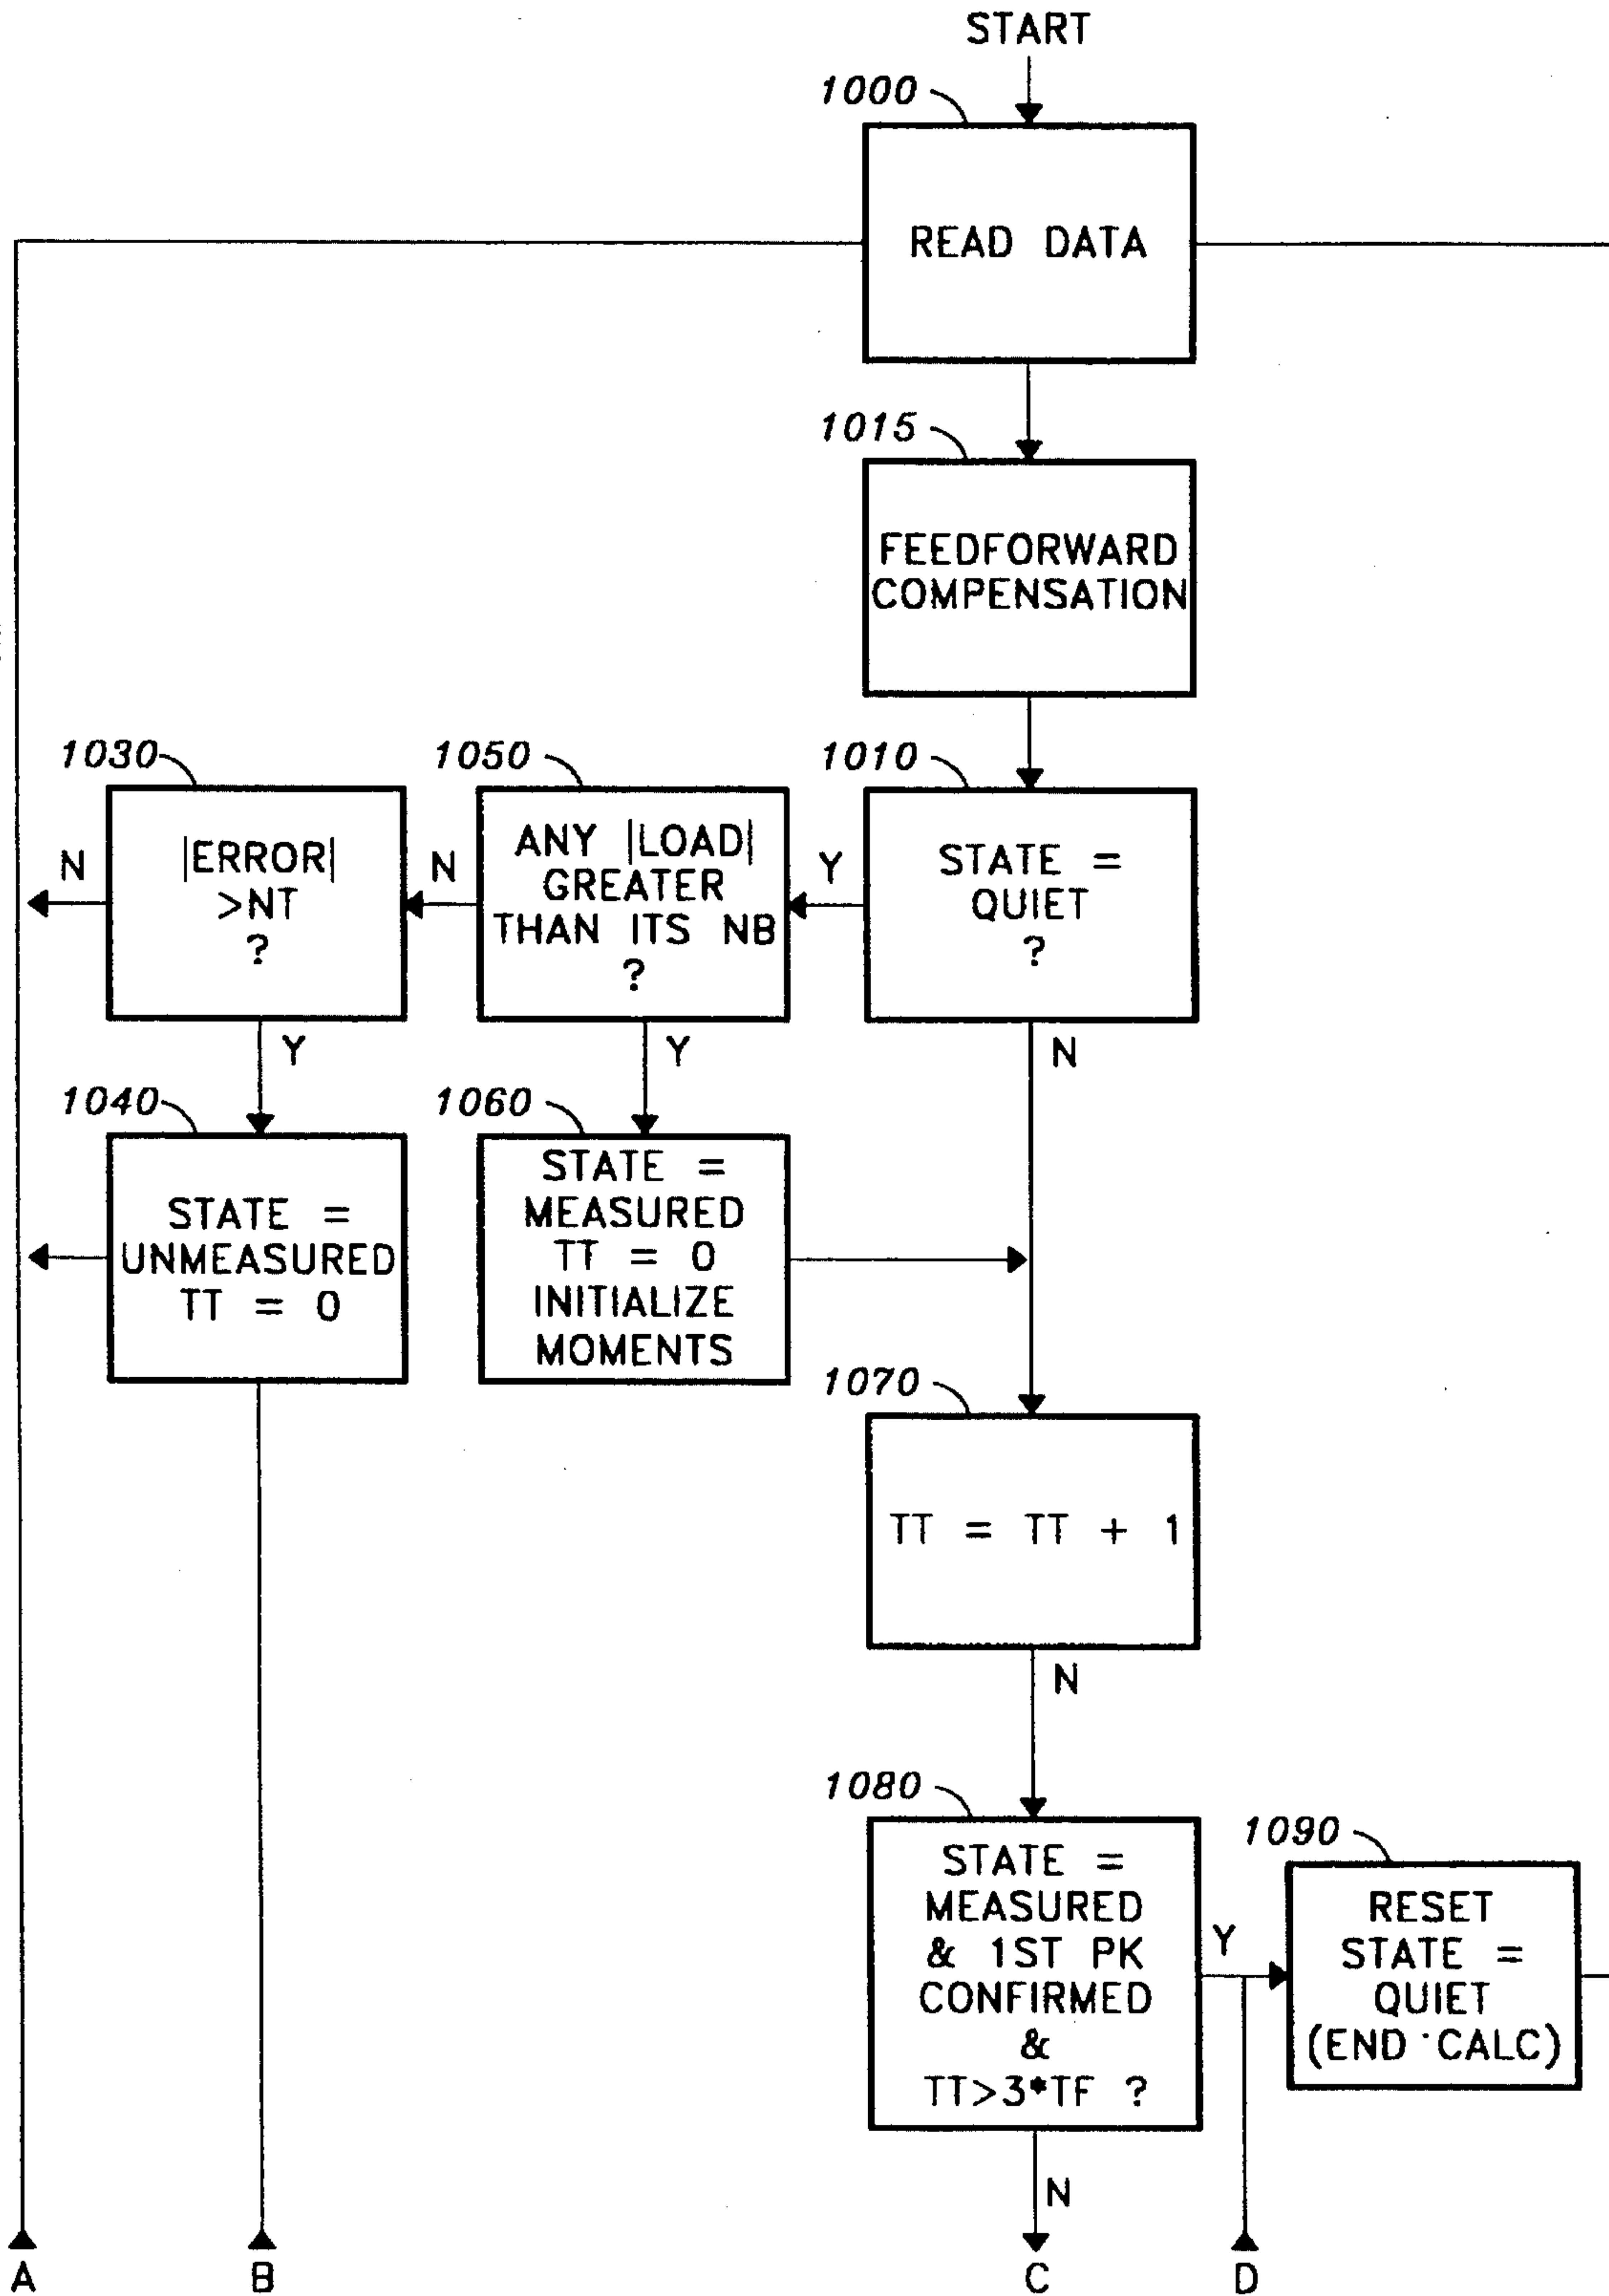 START
1000
READ DATA
1015
FEEDFORWARD
COMPENSATION
1030
|ERROR|
>NT
?
N
Y
1050
ANY |LOAD|
GREATER
THAN ITS NB
?
N
Y
1010
STATE =
QUIET
?
Y
N
1040
STATE =
UNMEASURED
TT = 0
1060
STATE =
MEASURED
TT = 0
INITIALIZE
MOMENTS
1070
TT = TT + 1
N
1080
STATE =
MEASURED
& 1ST PK
CONFIRMED
&
TT>3*TF ?
Y
N
1090
RESET
STATE =
QUIET
(END CALC)
A
B
C
D